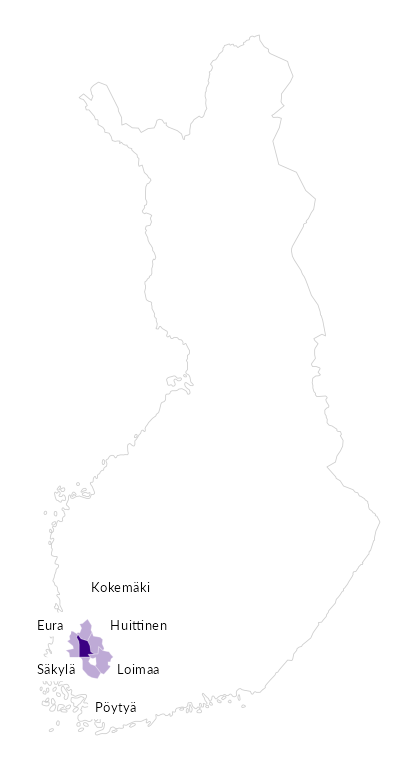 Kokemäki
Eura
Huittinen
Säkylä
Loimaa
Pöytyä